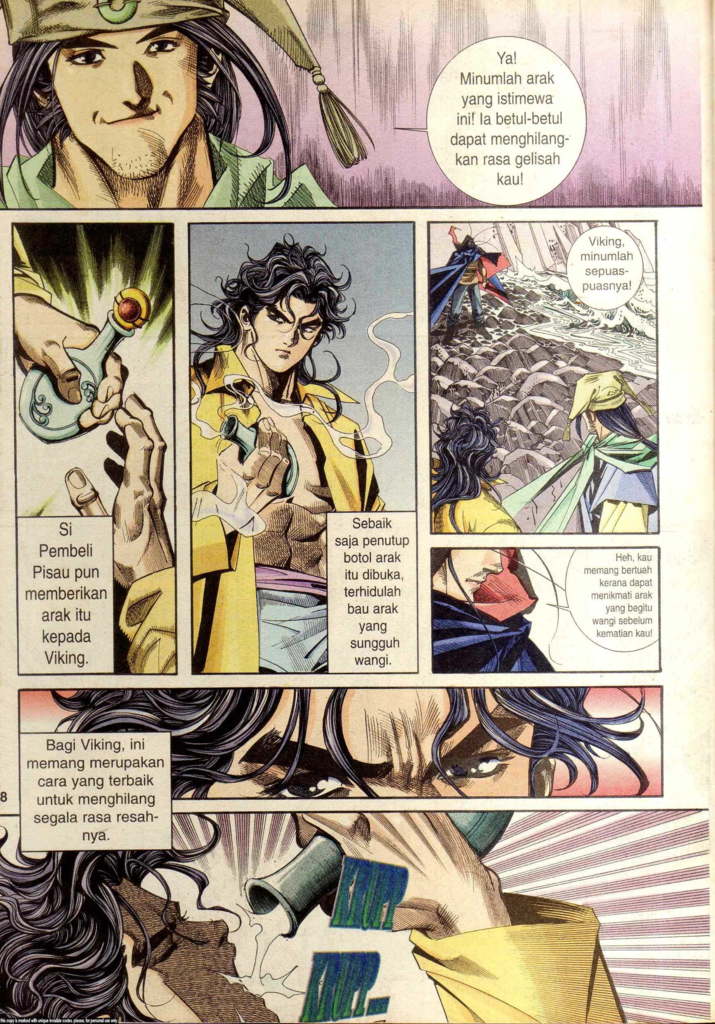 Ya!
Minumlah arak
yang istimewa
ini! Ia betul-betul
dapat menghilang-
kan rasa gelisah
kau!
Si
Pembeli
Pisau pun
memberikan
arak itu
kepada
Viking.
Sebaik
saja penutup
botol arak
itu dibuka,
terhidulah
bau arak
yang
sungguh
wangi.
Viking,
minumlah
sepuas-
puasnya!
Heh, kau
memang bertuah
kerana dapat
menikmati arak
yang begitu
wangi sebelum
kematian kau!
Bagi Viking, ini
memang merupakan
cara yang terbaik
untuk menghilang
segala rasa resah-
nya.
8